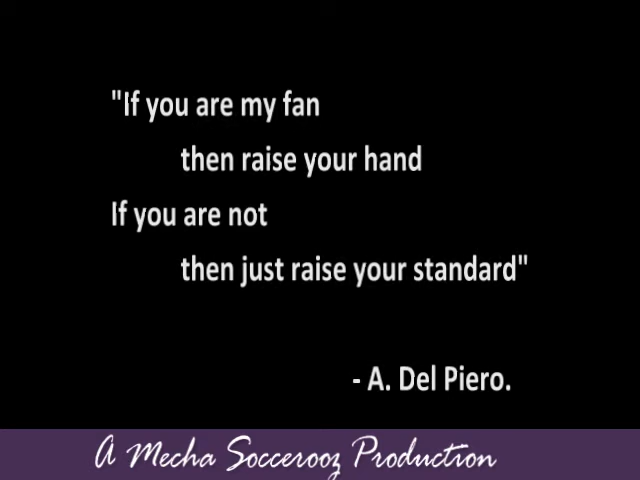 "If you are my fan
then raise your hand
If you are not
then just raise your standard"
- A. Del Piero.
A Mecha Soccerooz Production